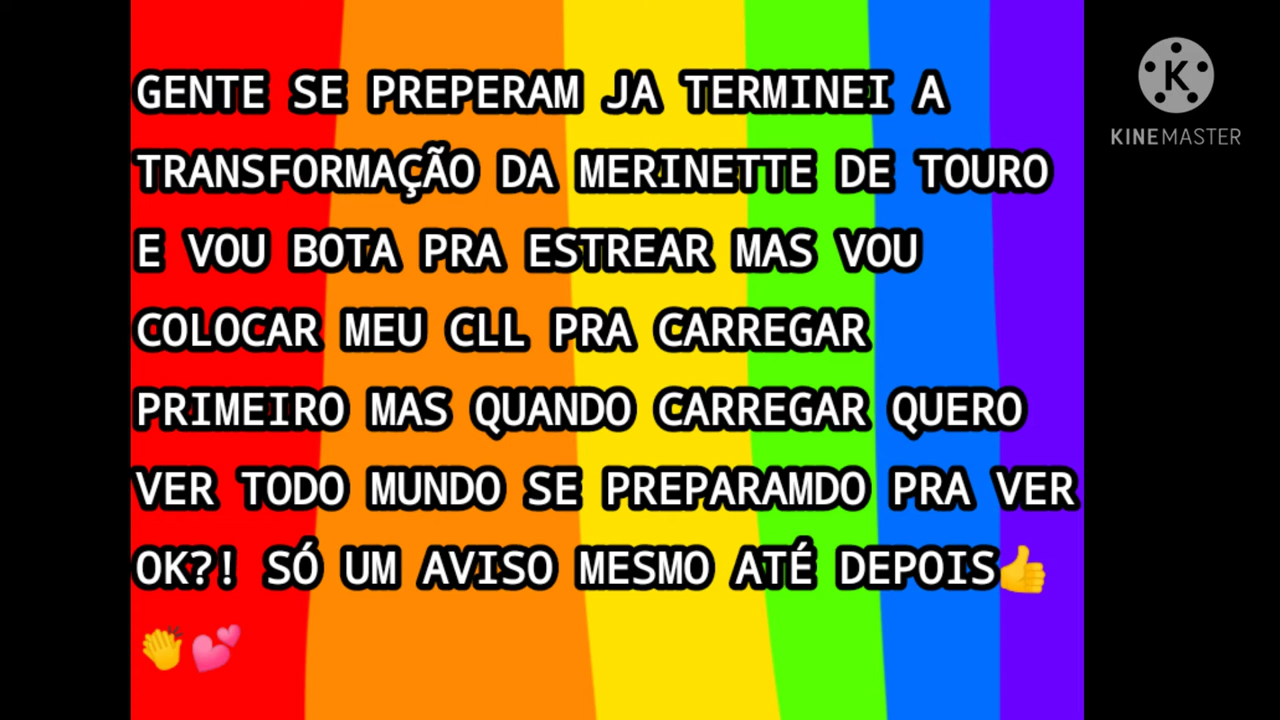 GENTE SE PREPERAM JA TERMINEI A
TRANSFORMAÇÃO DA MERINETTE DE TOURO
E VOU BOTA PRA ESTREAR MAS VOU
COLOCAR MEU CLL PRA CARREGAR
PRIMEIRO MAS QUANDO CARREGAR QUERO
VER TODO MUNDO SE PREPARAMDO PRA VER
OK?! SÓ UM AVISO MESMO ATÉ DEPOIS👍
👏💕
K
KINEMASTER